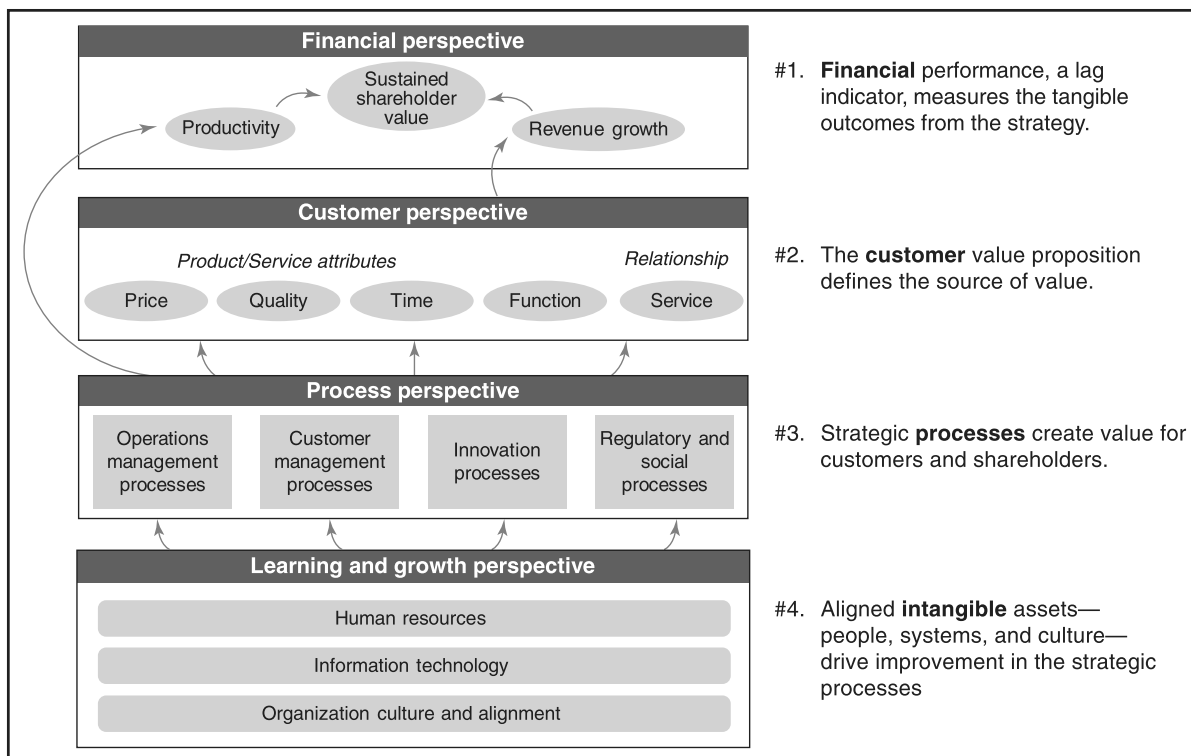 Financial perspective
Sustained
shareholder
value
Productivity
Revenue growth
#1. Financial performance, a lag
indicator, measures the tangible
outcomes from the strategy.
Customer perspective
Product/Service attributes
Relationship
Price
Quality
Time
Function
Service
#2. The customer value proposition
defines the source of value.
Process perspective
Operations
management
processes
Customer
management
processes
Innovation
processes
Regulatory and
social
processes
#3. Strategic processes create value for
customers and shareholders.
Learning and growth perspective
Human resources
Information technology
Organization culture and alignment
#4. Aligned intangible assets—
people, systems, and culture—
drive improvement in the strategic
processes